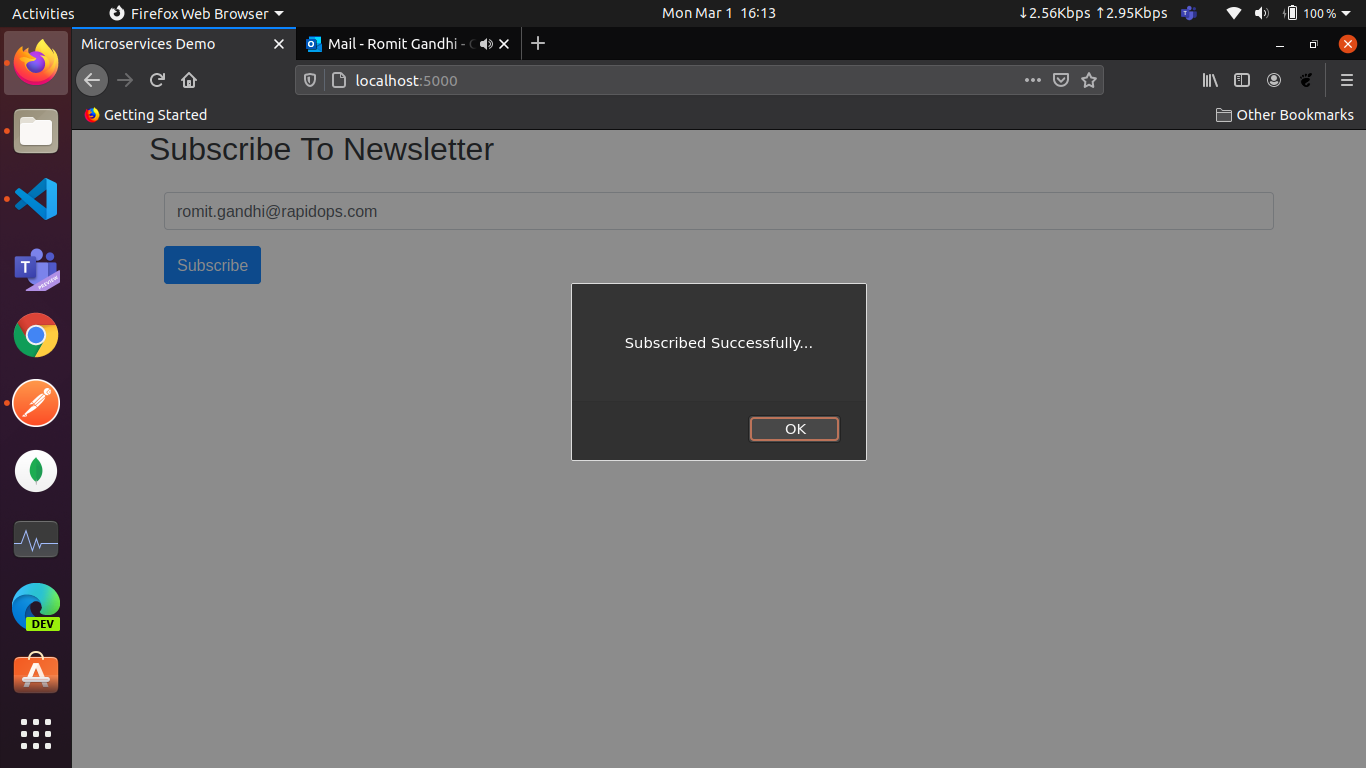 Activities Firefox Web Browser Mon Mar 1 16:13 ↓2.56Kbps ↑2.95Kbps 100 %
Microservices Demo Mail - Romit Gandhi -
localhost:5000
Getting Started Other Bookmarks
Subscribe To Newsletter
romit.gandhi@rapidops.com
Subscribe
Subscribed Successfully...
OK
T
PREVIEW
DEV